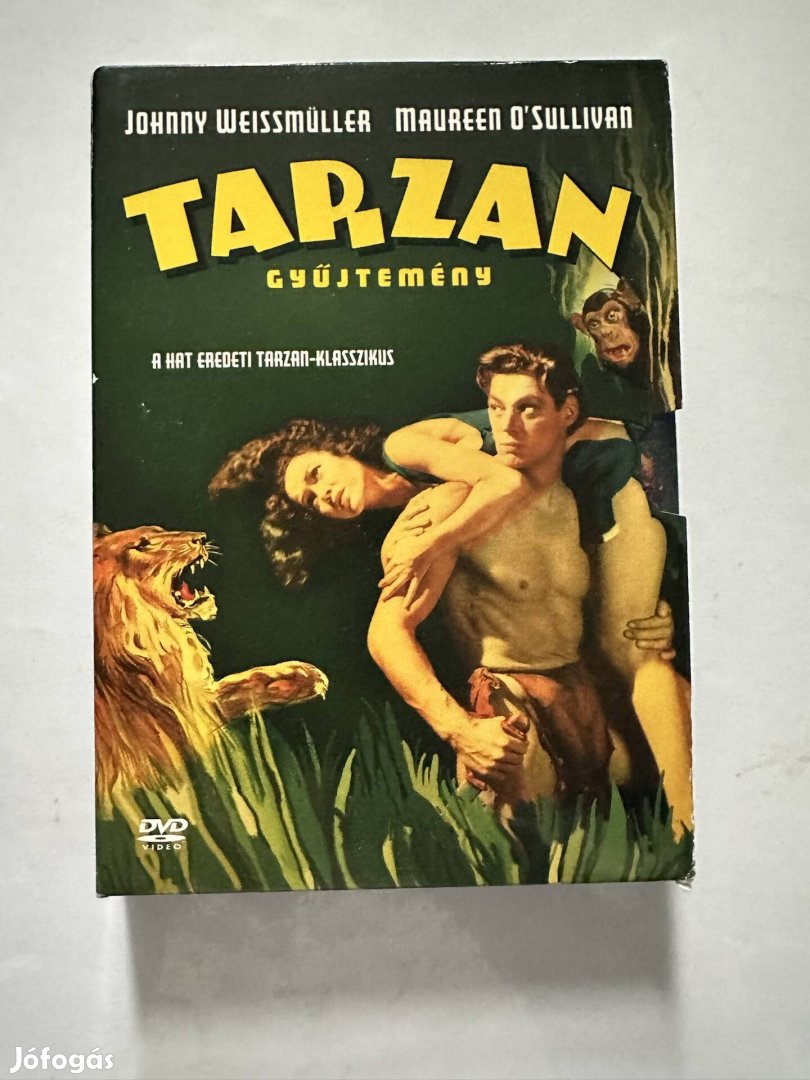 JOHNNY WEISSMÜLLER MAUREEN O'SULLIVAN
TARZAN
GYŰJTEMÉNY
A HAT EREDETI TARZAN-KLASSZIKUS
DVD
VIDEO
Jófogás